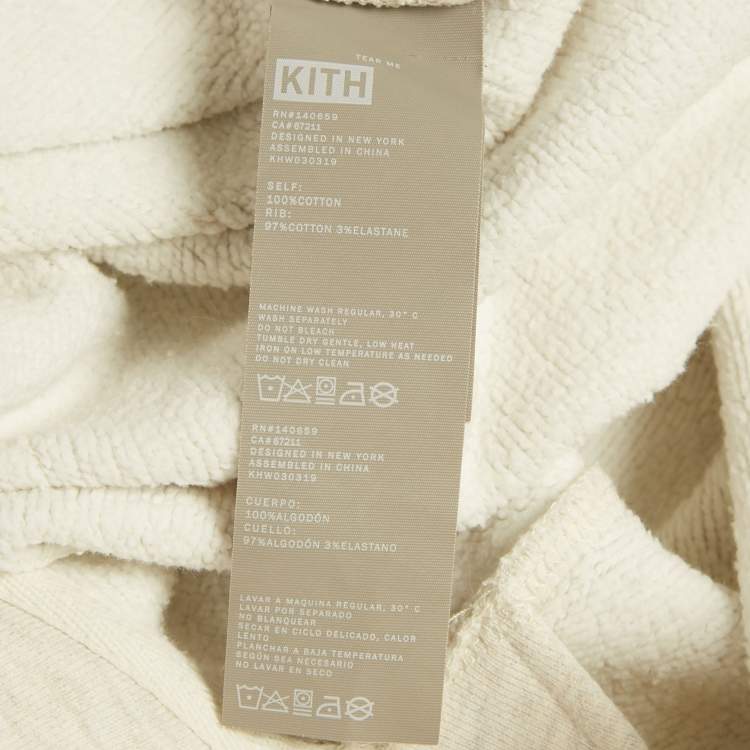 TEAR ME
KITH
RN#140659
CA#67211
DESIGNED IN NEW YORK
ASSEMBLED IN CHINA
KHW030319
SELF:
100%COTTON
RIB:
97%COTTON 3%ELASTANE
MACHINE WASH REGULAR, 30° C
WASH SEPARATELY
DO NOT BLEACH
TUMBLE DRY GENTLE, LOW HEAT
IRON ON LOW TEMPERATURE AS NEEDED
DO NOT DRY CLEAN
RN#140659
CA#67211
DESIGNED IN NEW YORK
ASSEMBLED IN CHINA
KHW030319
CUERPO:
100%ALGODÓN
CUELLO:
97%ALGODÓN 3%ELASTANO
LAVAR A MAQUINA REGULAR, 30° C
LAVAR POR SEPARADO
NO BLANQUEAR
SECAR EN CICLO DELICADO, CALOR
LENTO
PLANCHAR A BAJA TEMPERATURA
SEGÚN SEA NECESARIO
NO LAVAR EN SECO